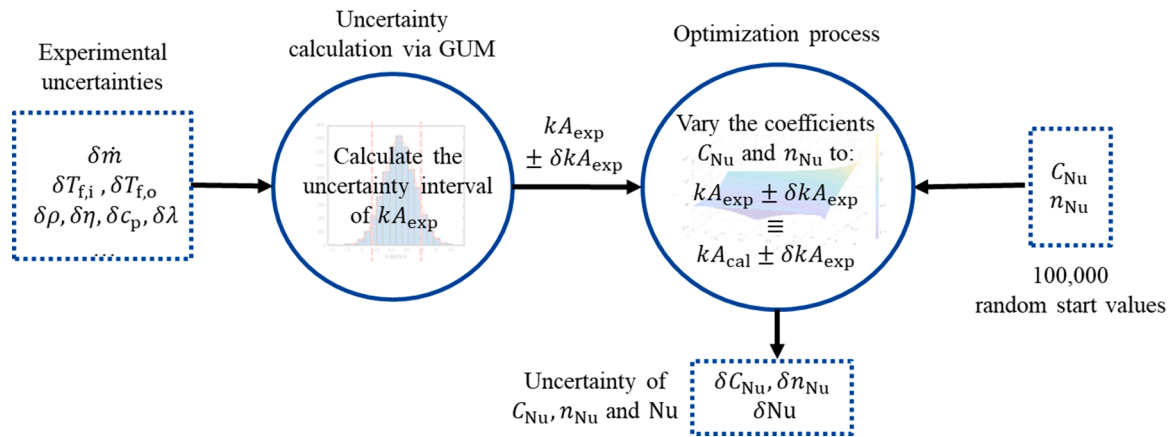 Experimental
uncertainties
δṁ
δT_f,i , δT_f,o
δρ, δη, δc_p, δλ
...
Uncertainty
calculation via GUM
Calculate the
uncertainty interval
of kA_exp
kA_exp
± δkA_exp
Optimization process
Vary the coefficients
C_Nu and n_Nu to:
kA_exp ± δkA_exp
≡
kA_cal ± δkA_exp
C_Nu
n_Nu
100,000
random start values
Uncertainty of
C_Nu, n_Nu and Nu
δC_Nu, δn_Nu
δNu